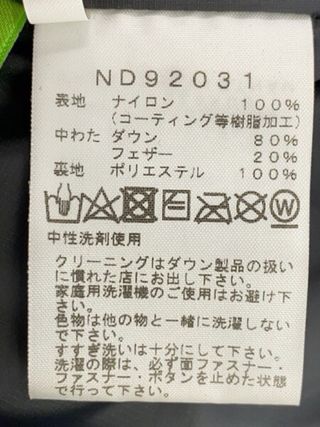 ND92031
表地 ナイロン 100%
(コーティング等樹脂加工)
中わた ダウン 80%
フェザー 20%
裏地 ポリエステル 100%
W
中性洗剤使用
クリーニングはダウン製品の扱い
に慣れた店にお出し下さい。
家庭用洗濯機のご使用はお避け下
さい。
色物は他の物と一緒に洗濯しない
で下さい。
すすぎ洗いは十分にして下さい。
洗濯の際は、必ず面ファスナー・
ファスナー・ボタンを止めた状態
で行って下さい。